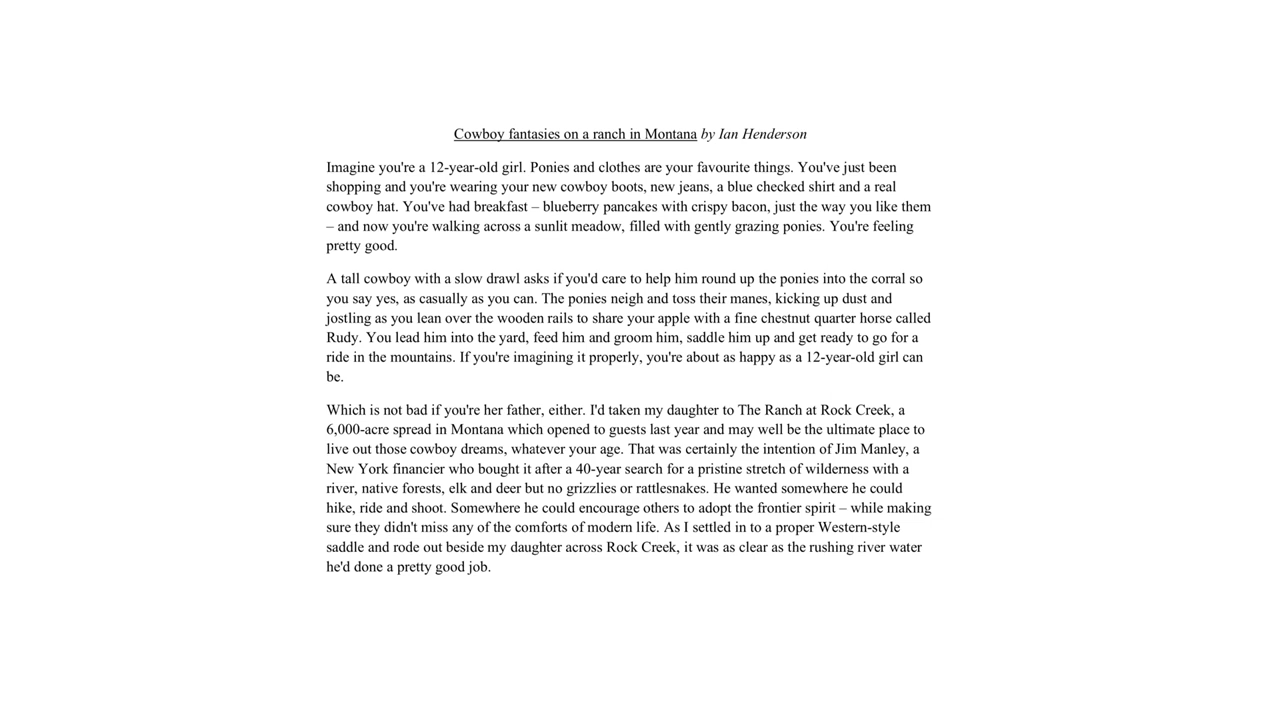 Cowboy fantasies on a ranch in Montana by Ian Henderson
Imagine you're a 12-year-old girl. Ponies and clothes are your favourite things. You've just been
shopping and you're wearing your new cowboy boots, new jeans, a blue checked shirt and a real
cowboy hat. You've had breakfast – blueberry pancakes with crispy bacon, just the way you like them
– and now you're walking across a sunlit meadow, filled with gently grazing ponies. You're feeling
pretty good.
A tall cowboy with a slow drawl asks if you'd care to help him round up the ponies into the corral so
you say yes, as casually as you can. The ponies neigh and toss their manes, kicking up dust and
jostling as you lean over the wooden rails to share your apple with a fine chestnut quarter horse called
Rudy. You lead him into the yard, feed him and groom him, saddle him up and get ready to go for a
ride in the mountains. If you're imagining it properly, you're about as happy as a 12-year-old girl can
be.
Which is not bad if you're her father, either. I'd taken my daughter to The Ranch at Rock Creek, a
6,000-acre spread in Montana which opened to guests last year and may well be the ultimate place to
live out those cowboy dreams, whatever your age. That was certainly the intention of Jim Manley, a
New York financier who bought it after a 40-year search for a pristine stretch of wilderness with a
river, native forests, elk and deer but no grizzlies or rattlesnakes. He wanted somewhere he could
hike, ride and shoot. Somewhere he could encourage others to adopt the frontier spirit – while making
sure they didn't miss any of the comforts of modern life. As I settled in to a proper Western-style
saddle and rode out beside my daughter across Rock Creek, it was as clear as the rushing river water
he'd done a pretty good job.